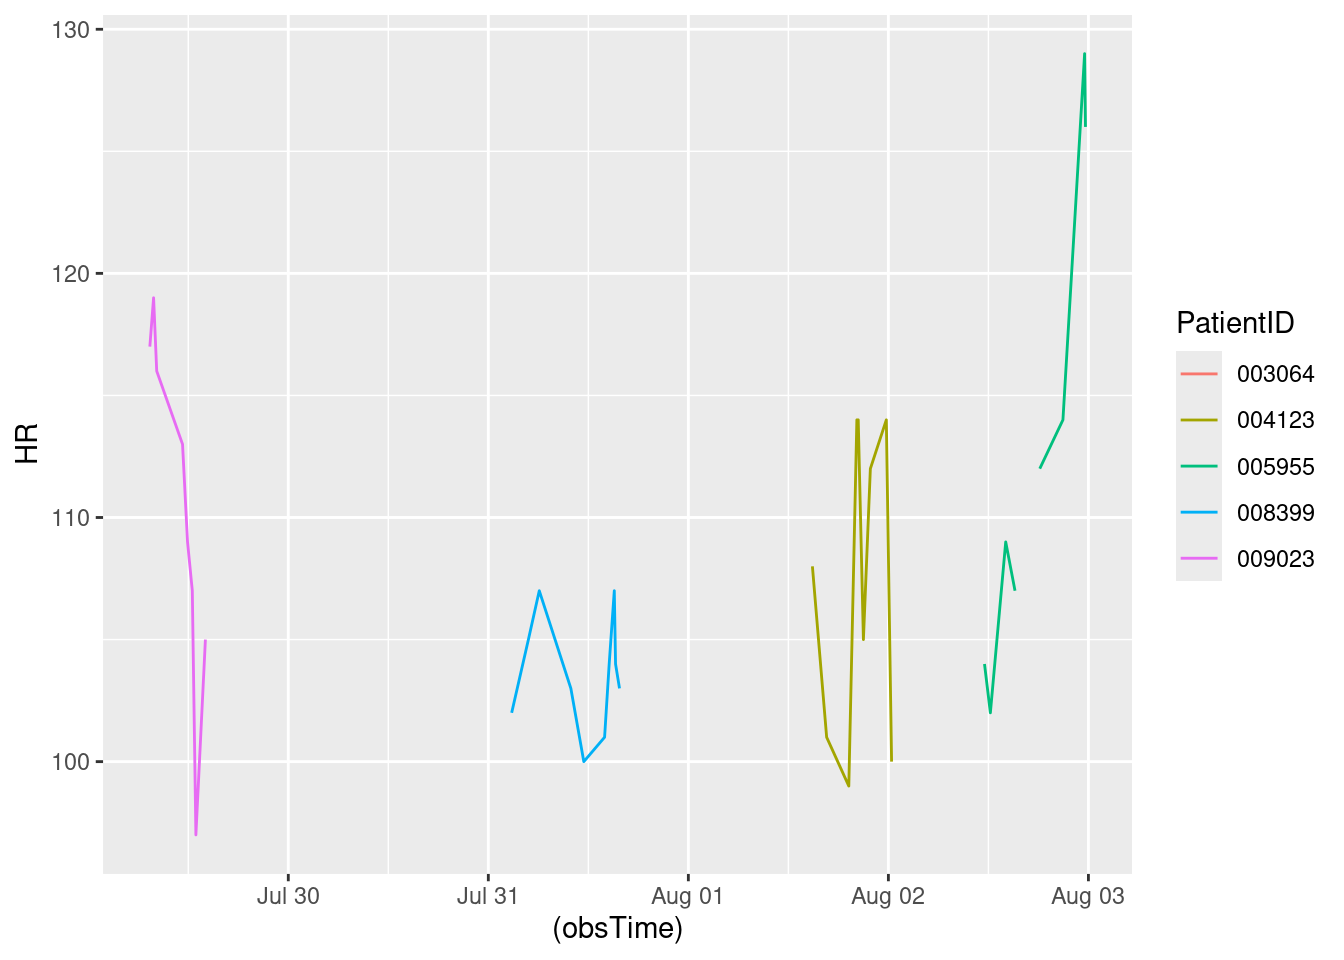 130
120
110
100
HR
Jul 30
Jul 31
Aug 01
Aug 02
Aug 03
(obsTime)
PatientID
003064
004123
005955
008399
009023